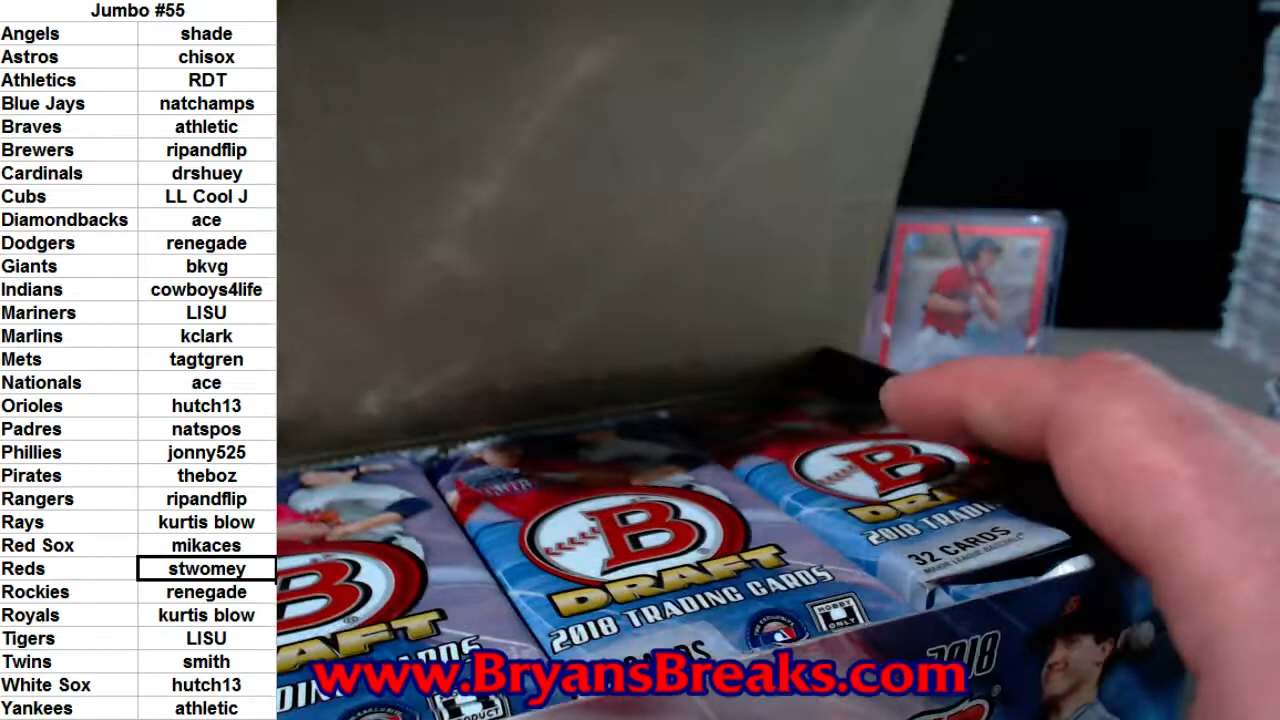 Jumbo #55
Angels shade
Astros chisox
Athletics RDT
Blue Jays natchamps
Braves athletic
Brewers ripandflip
Cardinals drshuey
Cubs LL Cool J
Diamondbacks ace
Dodgers renegade
Giants bkvg
Indians cowboys4life
Mariners LISU
Marlins kclark
Mets tagtgren
Nationals ace
Orioles hutch13
Padres natspos
Phillies jonny525
Pirates theboz
Rangers ripandflip
Rays kurtis blow
Red Sox mikaces
Reds stwomey
Rockies renegade
Royals kurtis blow
Tigers LISU
Twins smith
White Sox hutch13
Yankees athletic
B
DRAFT
2018 TRADING CARDS
HOBBY
ONLY
B
2018
32 CARDS
B
2018
www.BryansBreaks.com